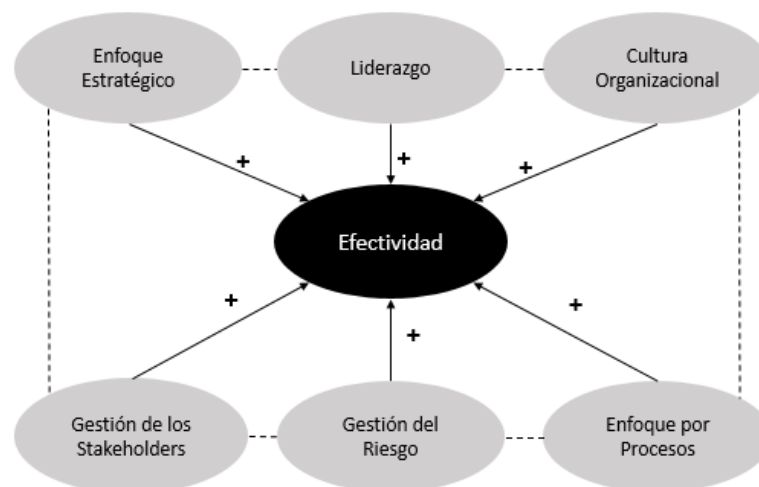 Enfoque
Estratégico
Liderazgo
Cultura
Organizacional
+
+
+
Efectividad
+
+
+
Gestión de los
Stakeholders
Gestión del
Riesgo
Enfoque por
Procesos